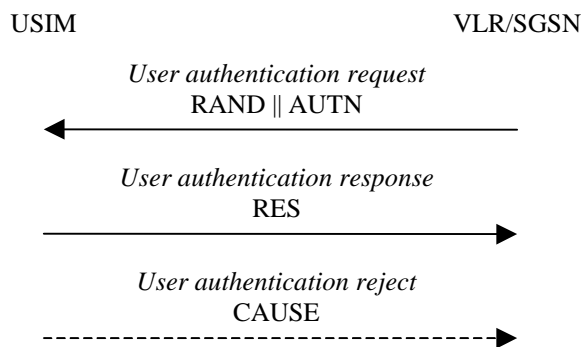 USIM VLR/SGSN
User authentication request
RAND || AUTN
User authentication response
RES
User authentication reject
CAUSE